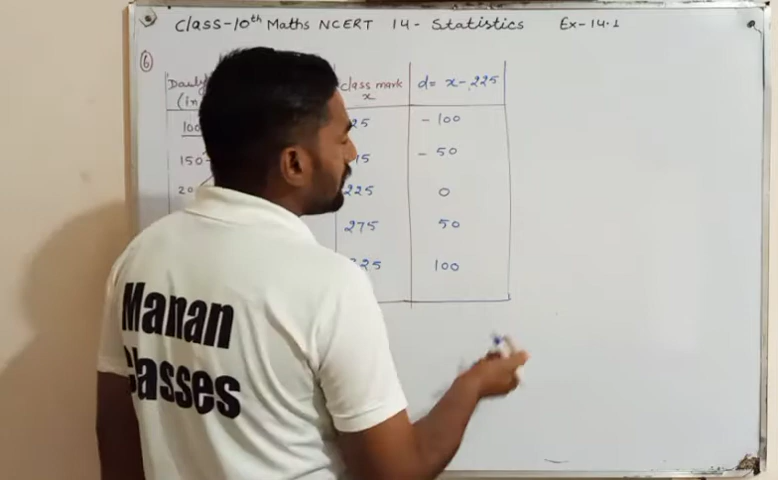 Class-10th Maths NCERT 14- Statistics Ex-14.1
6
Daily class mark d= x-225
(in x
100 25 - 100
150- 75 - 50
20 225 0
275 50
325 100
Manan
Classes